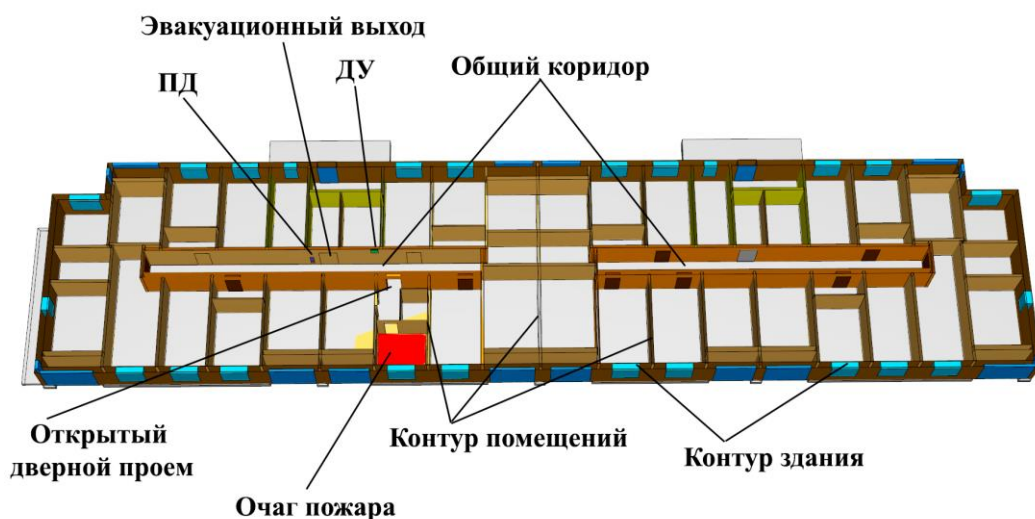 Эвакуационный выход
ПД
ДУ
Общий коридор
Открытый
дверной проем
Очаг пожара
Контур помещений
Контур здания